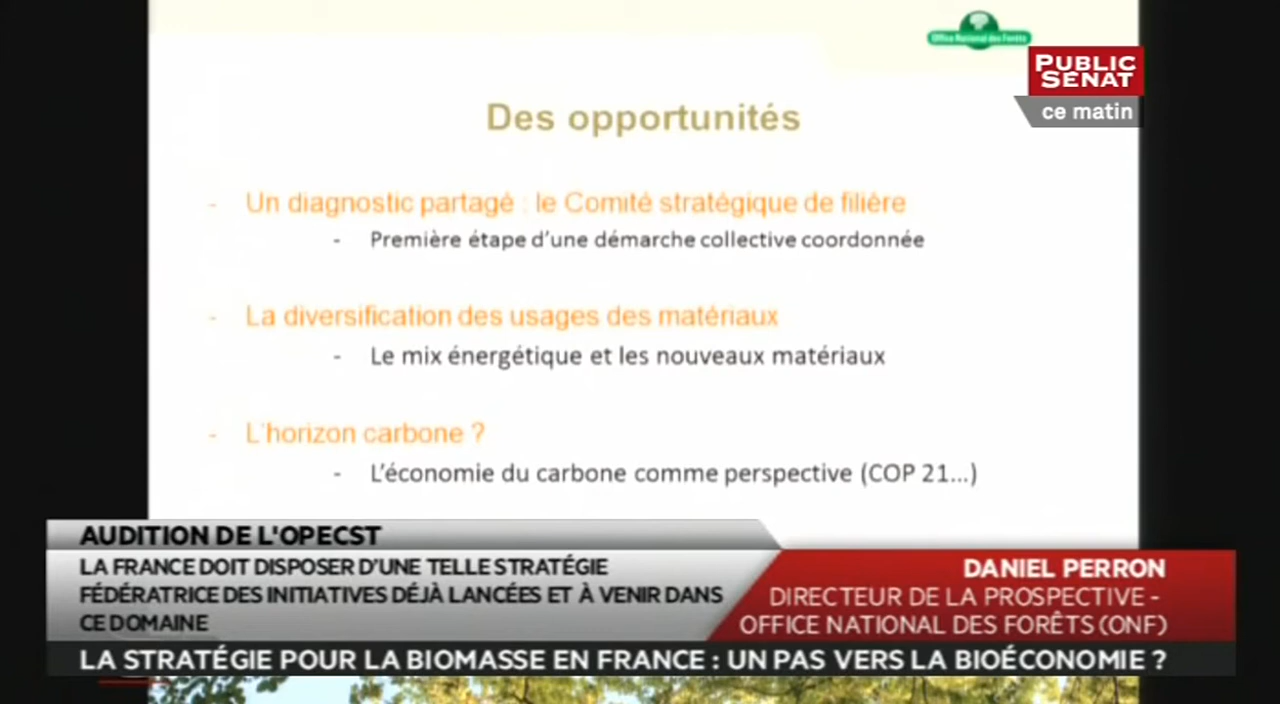 Office National des Forêts
PUBLIC
SÉNAT
ce matin
Des opportunités
- Un diagnostic partagé : le Comité stratégique de filière
- Première étape d'une démarche collective coordonnée
- La diversification des usages des matériaux
- Le mix énergétique et les nouveaux matériaux
- L'horizon carbone ?
- L'économie du carbone comme perspective (COP 21...)
AUDITION DE L'OPECST
LA FRANCE DOIT DISPOSER D'UNE TELLE STRATÉGIE
FÉDÉRATRICE DES INITIATIVES DÉJÀ LANCÉES ET À VENIR DANS
CE DOMAINE
DANIEL PERRON
DIRECTEUR DE LA PROSPECTIVE -
OFFICE NATIONAL DES FORÊTS (ONF)
LA STRATÉGIE POUR LA BIOMASSE EN FRANCE : UN PAS VERS LA BIOÉCONOMIE ?